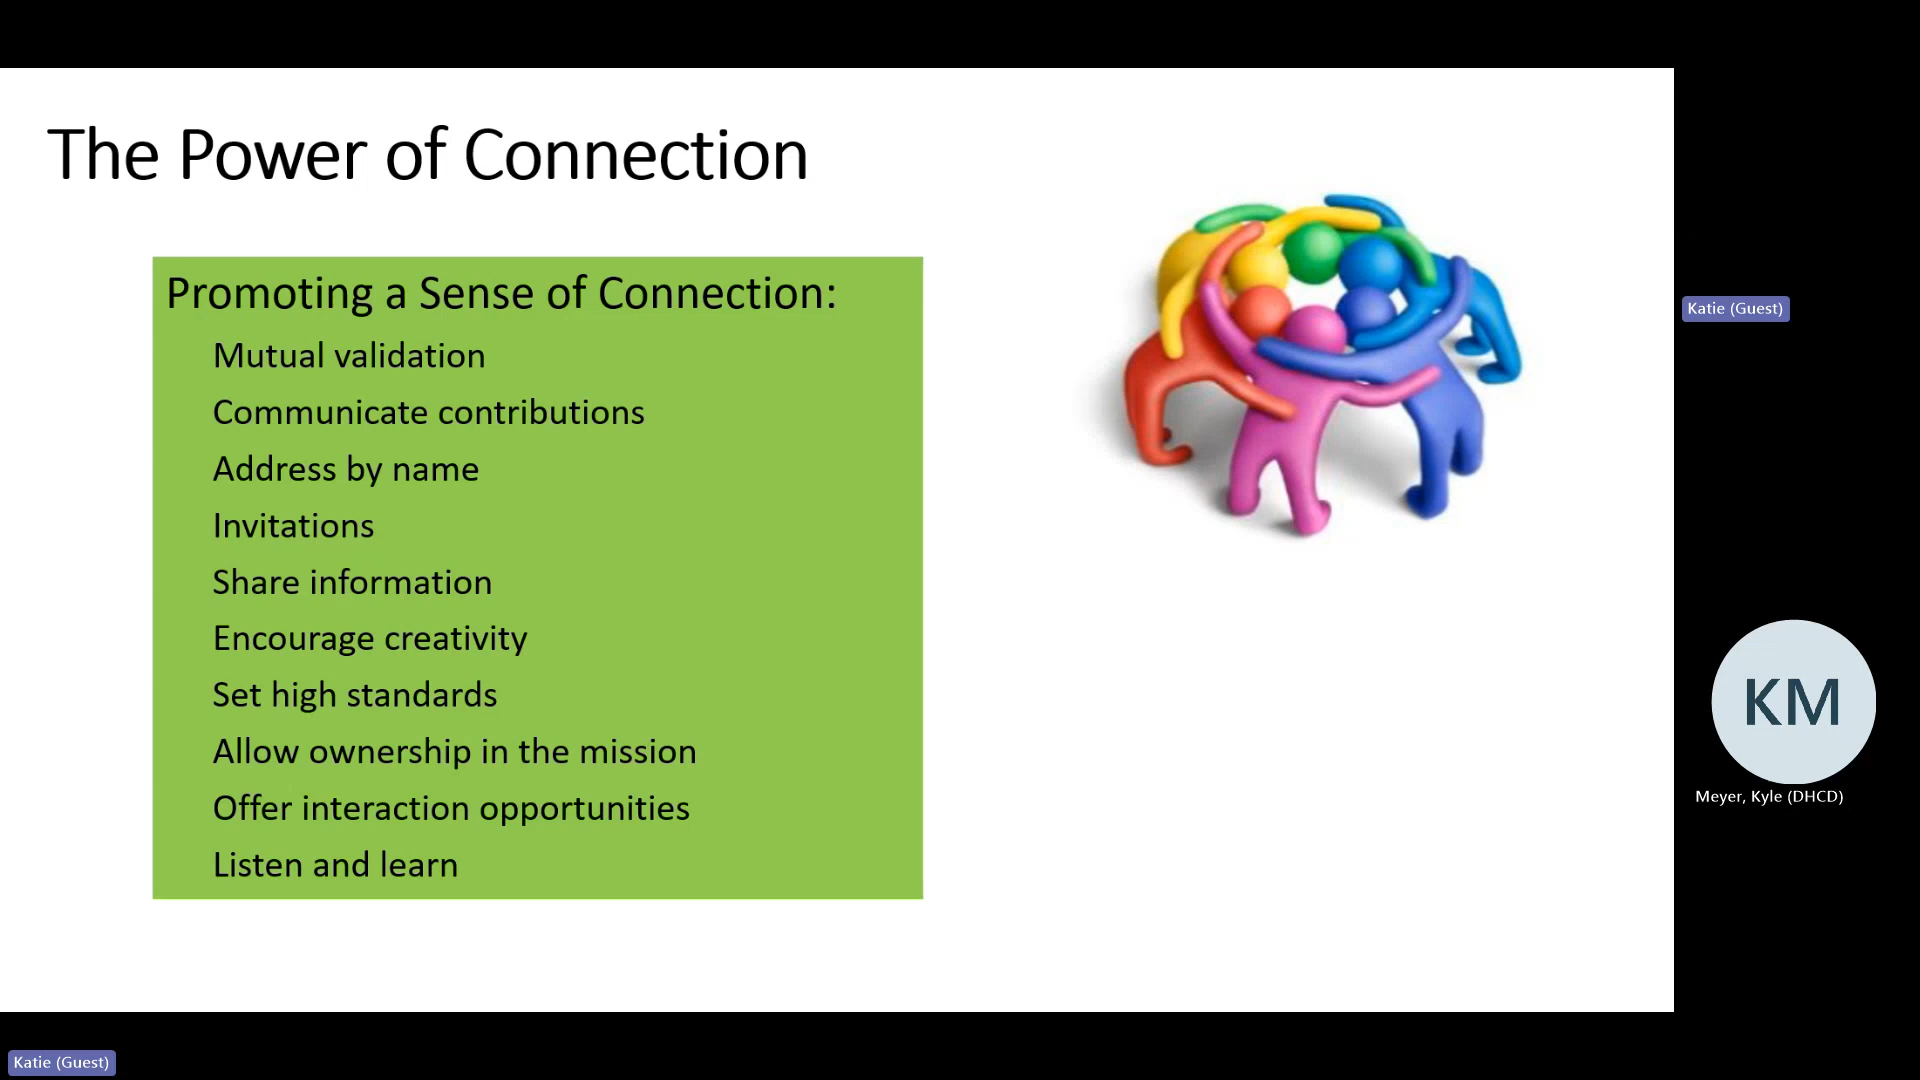 The Power of Connection
Promoting a Sense of Connection:
Mutual validation
Communicate contributions
Address by name
Invitations
Share information
Encourage creativity
Set high standards
Allow ownership in the mission
Offer interaction opportunities
Listen and learn
Katie (Guest)
KM
Meyer, Kyle (DHCD)
Katie (Guest)